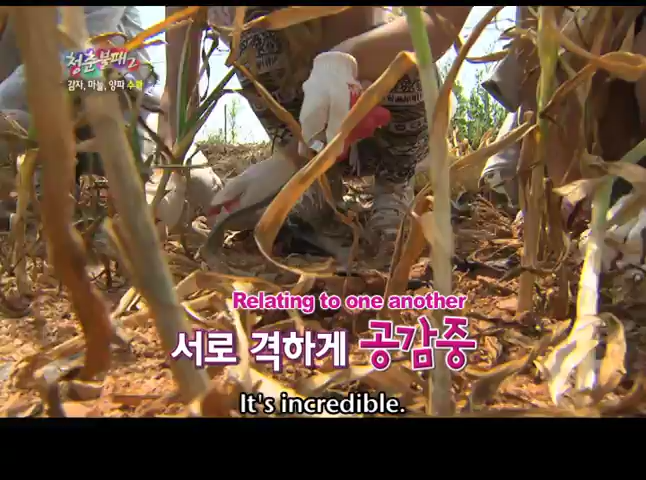 청춘불패2
감자, 마늘, 양파 수확
Relating to one another
서로 격하게 공감중
It's incredible.